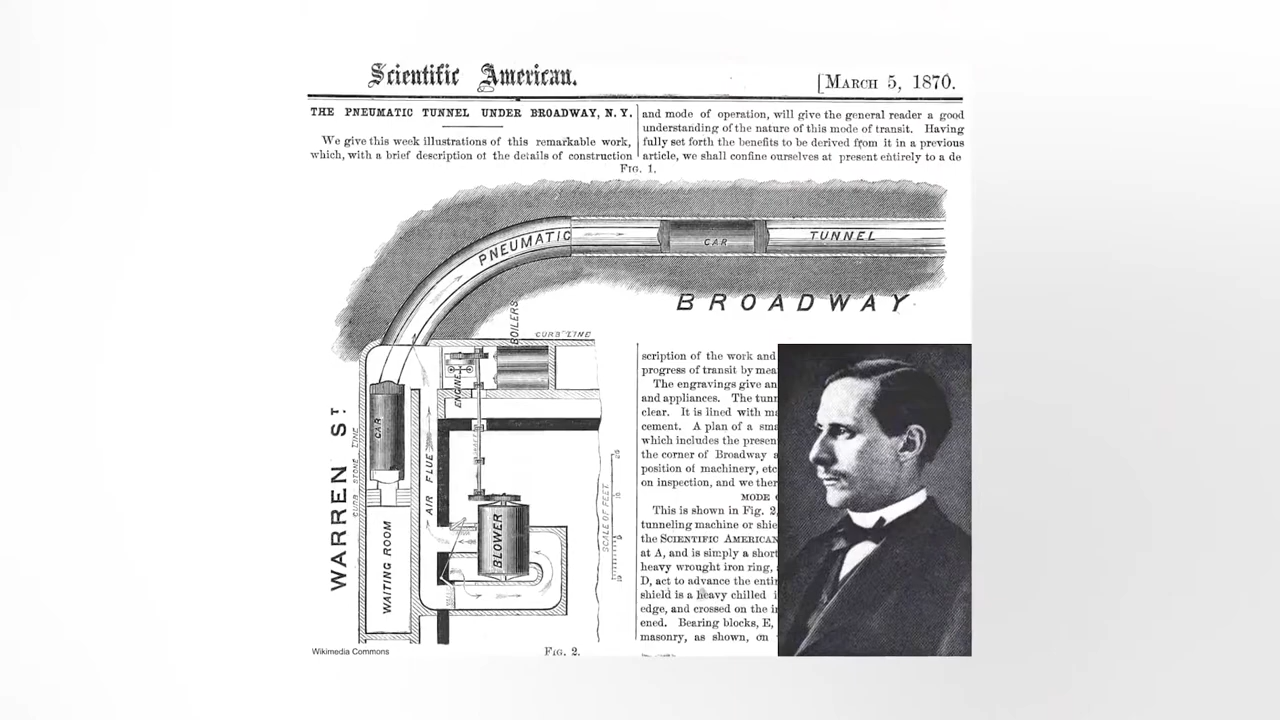 Scientific American.
[MARCH 5, 1870.
THE PNEUMATIC TUNNEL UNDER BROADWAY, N. Y.
We give this week illustrations of this remarkable work,
which, with a brief description of the details of construction
and mode of operation, will give the general reader a good
understanding of the nature of this mode of transit. Having
fully set forth the benefits to be derived from it in a previous
article, we shall confine ourselves at present entirely to a de
FIG. 1.
PNEUMATIC
CAR
TUNNEL
BROADWAY
BOILERS
CURB LINE
ENGINE
CAR
WARREN ST.
CURB STONE LINE
AIR FLUE
BLOWER
WAITING ROOM
SCALE OF FEET
scription of the work and
progress of transit by mea
The engravings give an
and appliances. The tunn
clear. It is lined with ma
cement. A plan of a sma
which includes the presen
the corner of Broadway a
position of machinery, etc
on inspection, and we ther
MODE
This is shown in Fig. 2,
tunneling machine or shie
the SCIENTIFIC AMERICAN
at A, and is simply a short
heavy wrought iron ring,
D, act to advance the entir
shield is a heavy chilled i
edge, and crossed on the in
ened. Bearing blocks, E,
masonry, as shown, on
Wikimedia Commons
FIG. 2.